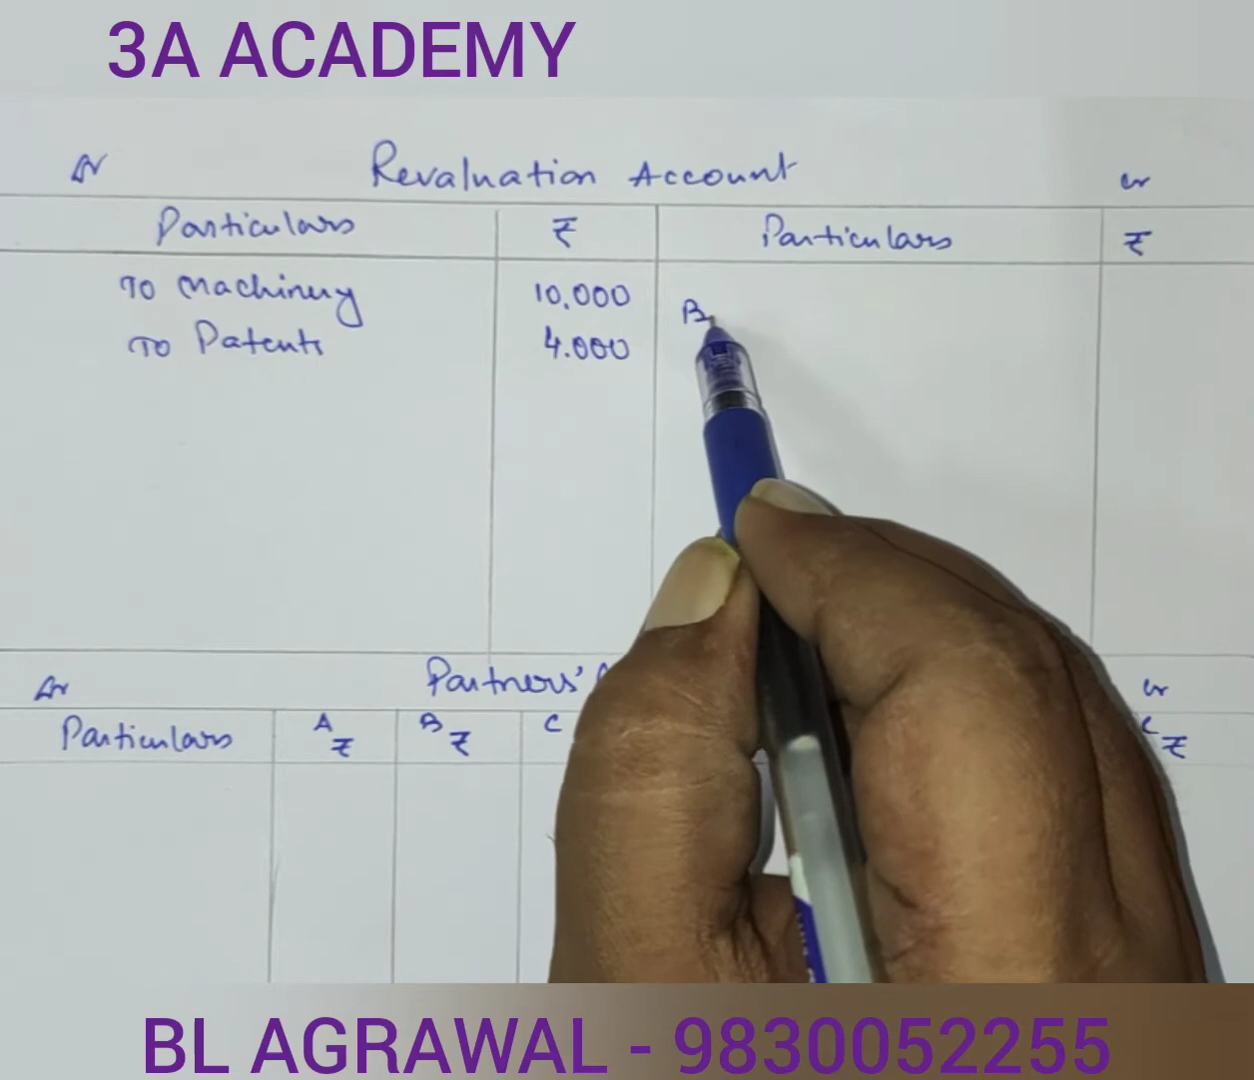 3A ACADEMY
Dr Revaluation Account Cr
Particulars ₹ Particulars ₹
To Machinery 10,000
To Patents 4.000
B
Dr Partners' Cr
Particulars A ₹ B ₹ C C ₹
BL AGRAWAL - 9830052255